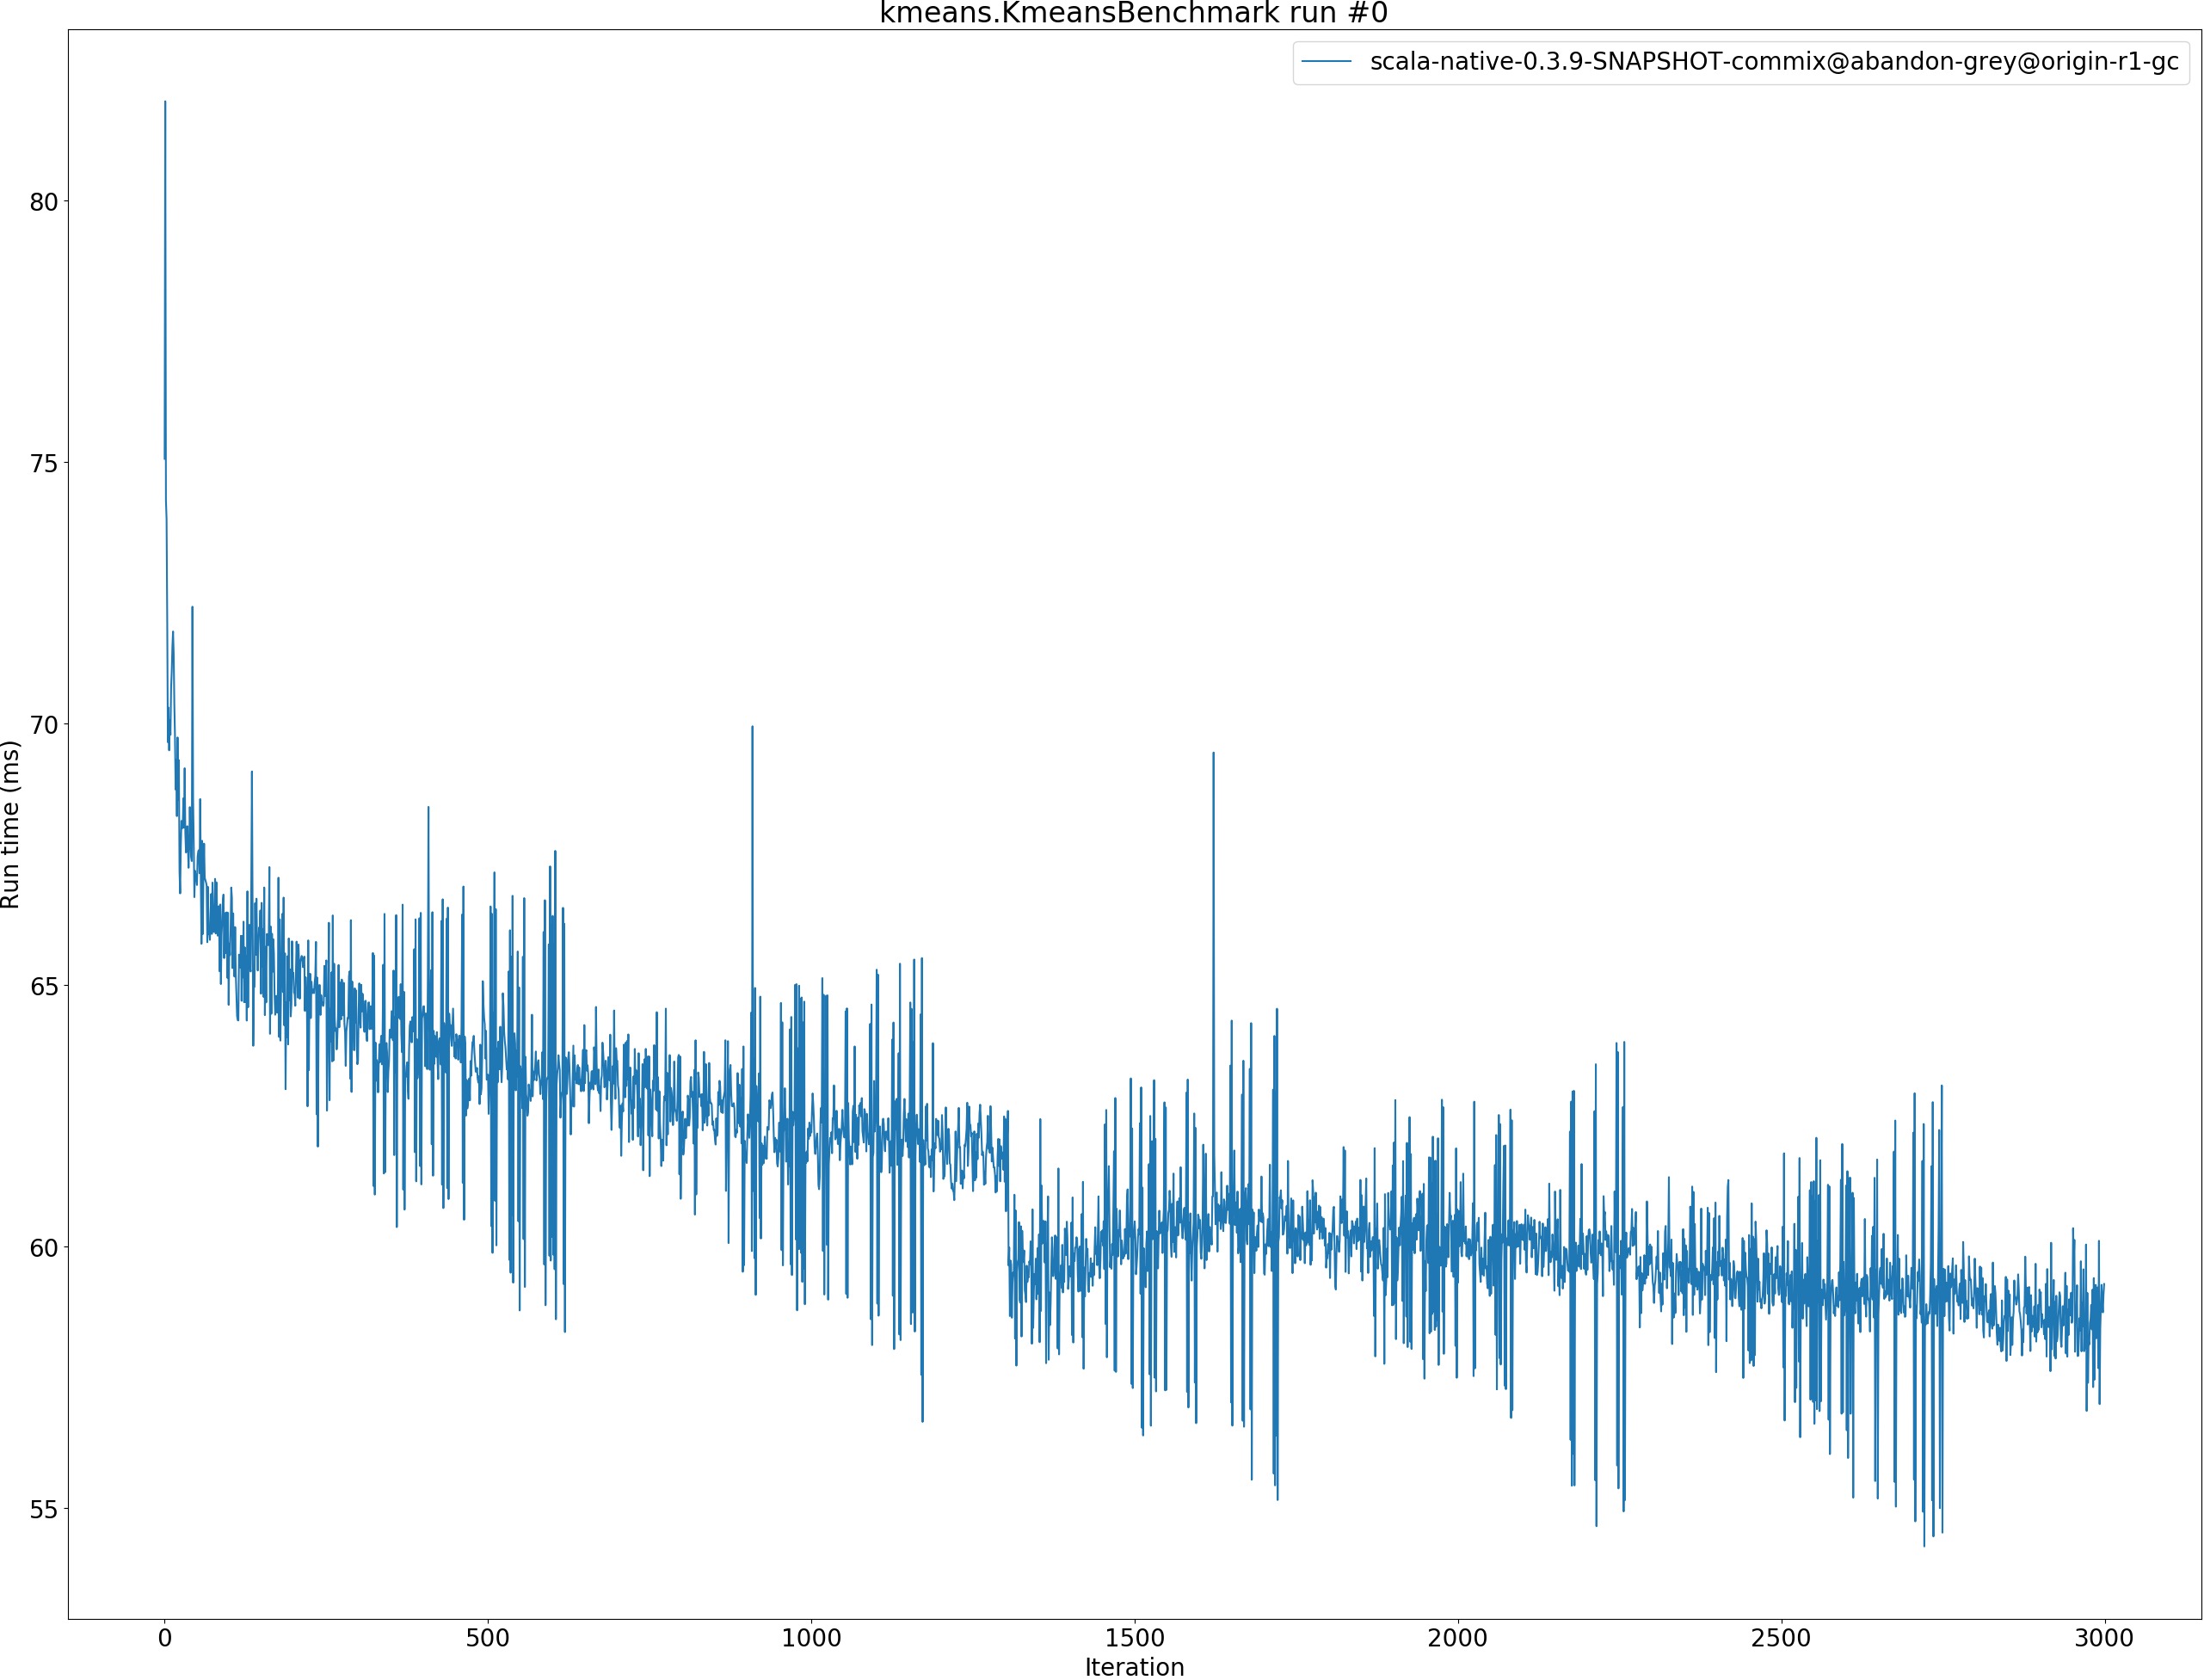 kmeans.KmeansBenchmark run #0
scala-native-0.3.9-SNAPSHOT-commix@abandon-grey@origin-r1-gc
80
75
70
65
60
55
Run time (ms)
0 500 1000 1500 2000 2500 3000
Iteration